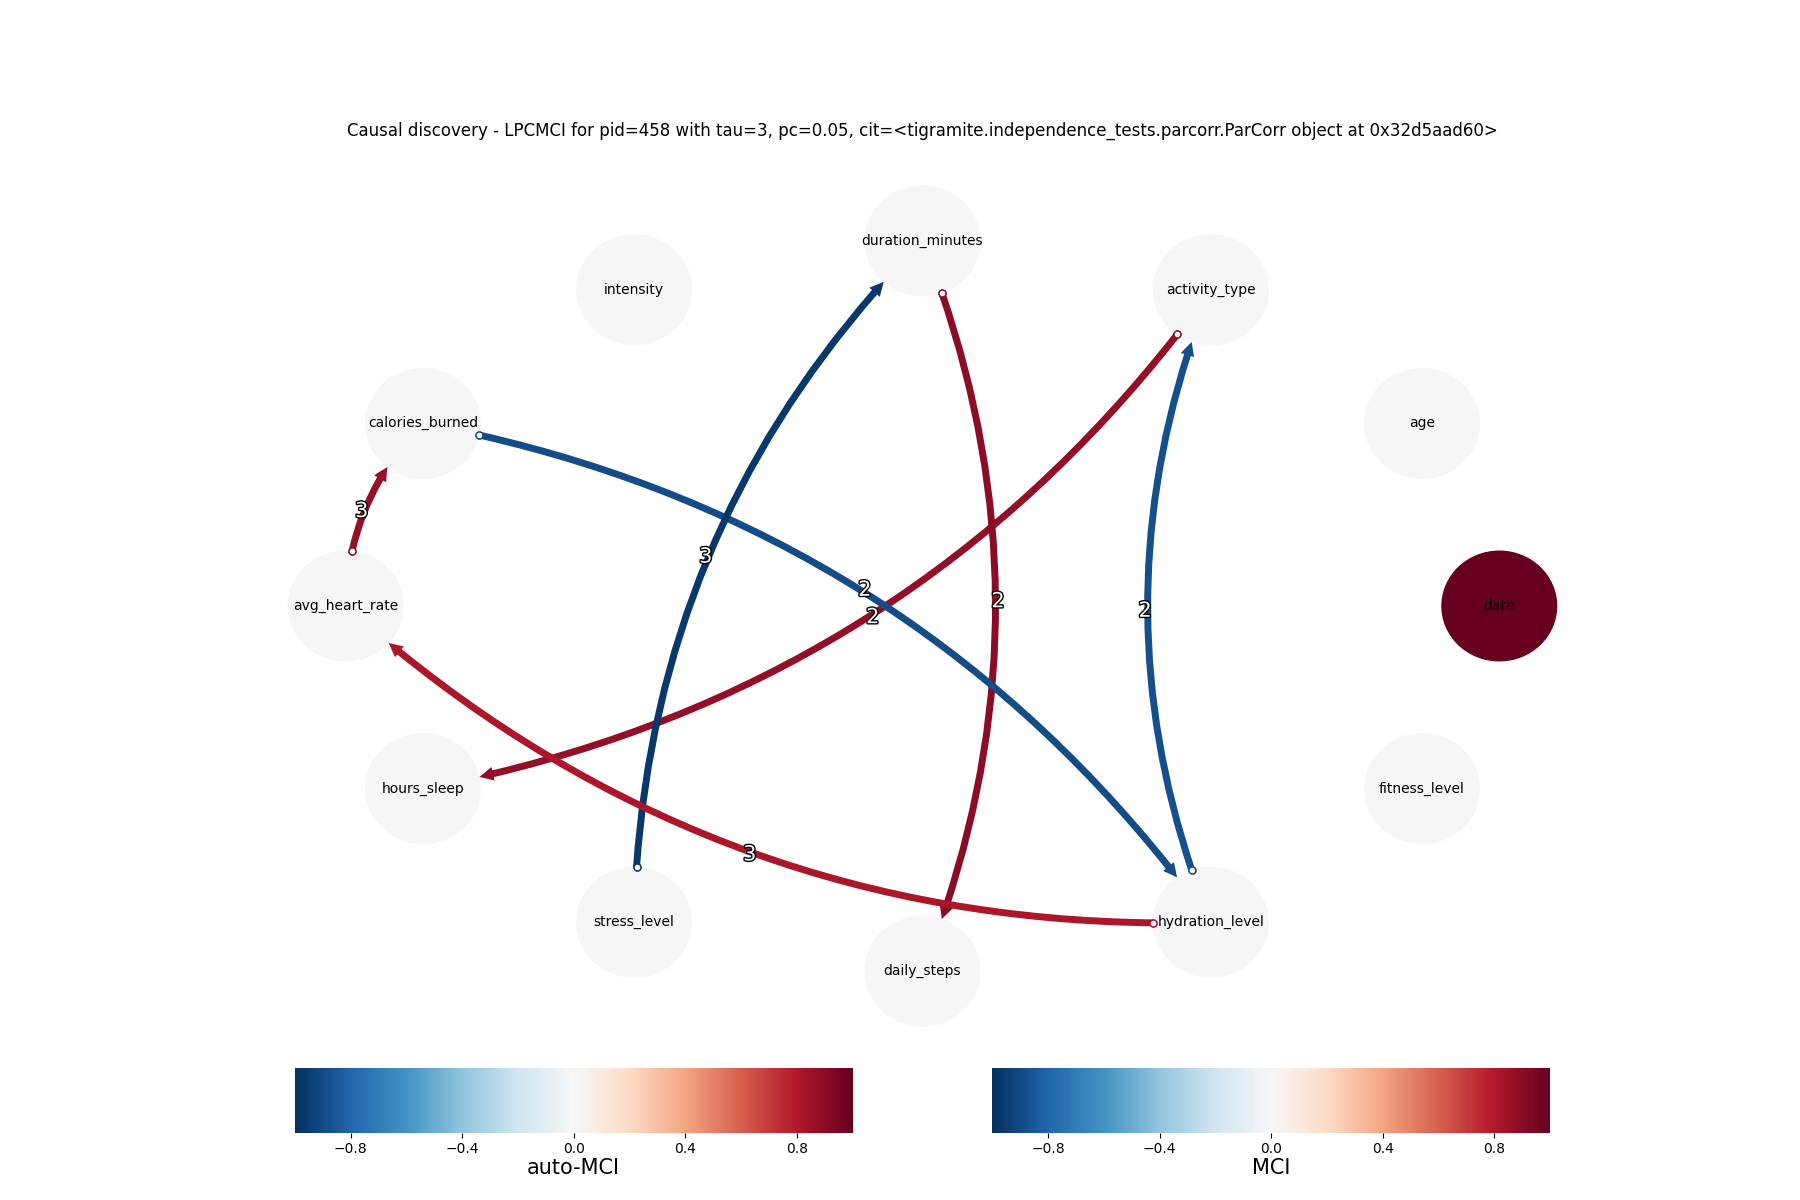 Causal discovery - LPCMCI for pid=458 with tau=3, pc=0.05, cit=<tigramite.independence_tests.parcorr.ParCorr object at 0x32d5aad60>
duration_minutes
intensity
activity_type
calories_burned
age
3
3
2
2
2
2
avg_heart_rate
date
hours_sleep
fitness_level
3
stress_level
hydration_level
daily_steps
−0.8 −0.4 0.0 0.4 0.8
auto-MCI
−0.8 −0.4 0.0 0.4 0.8
MCI